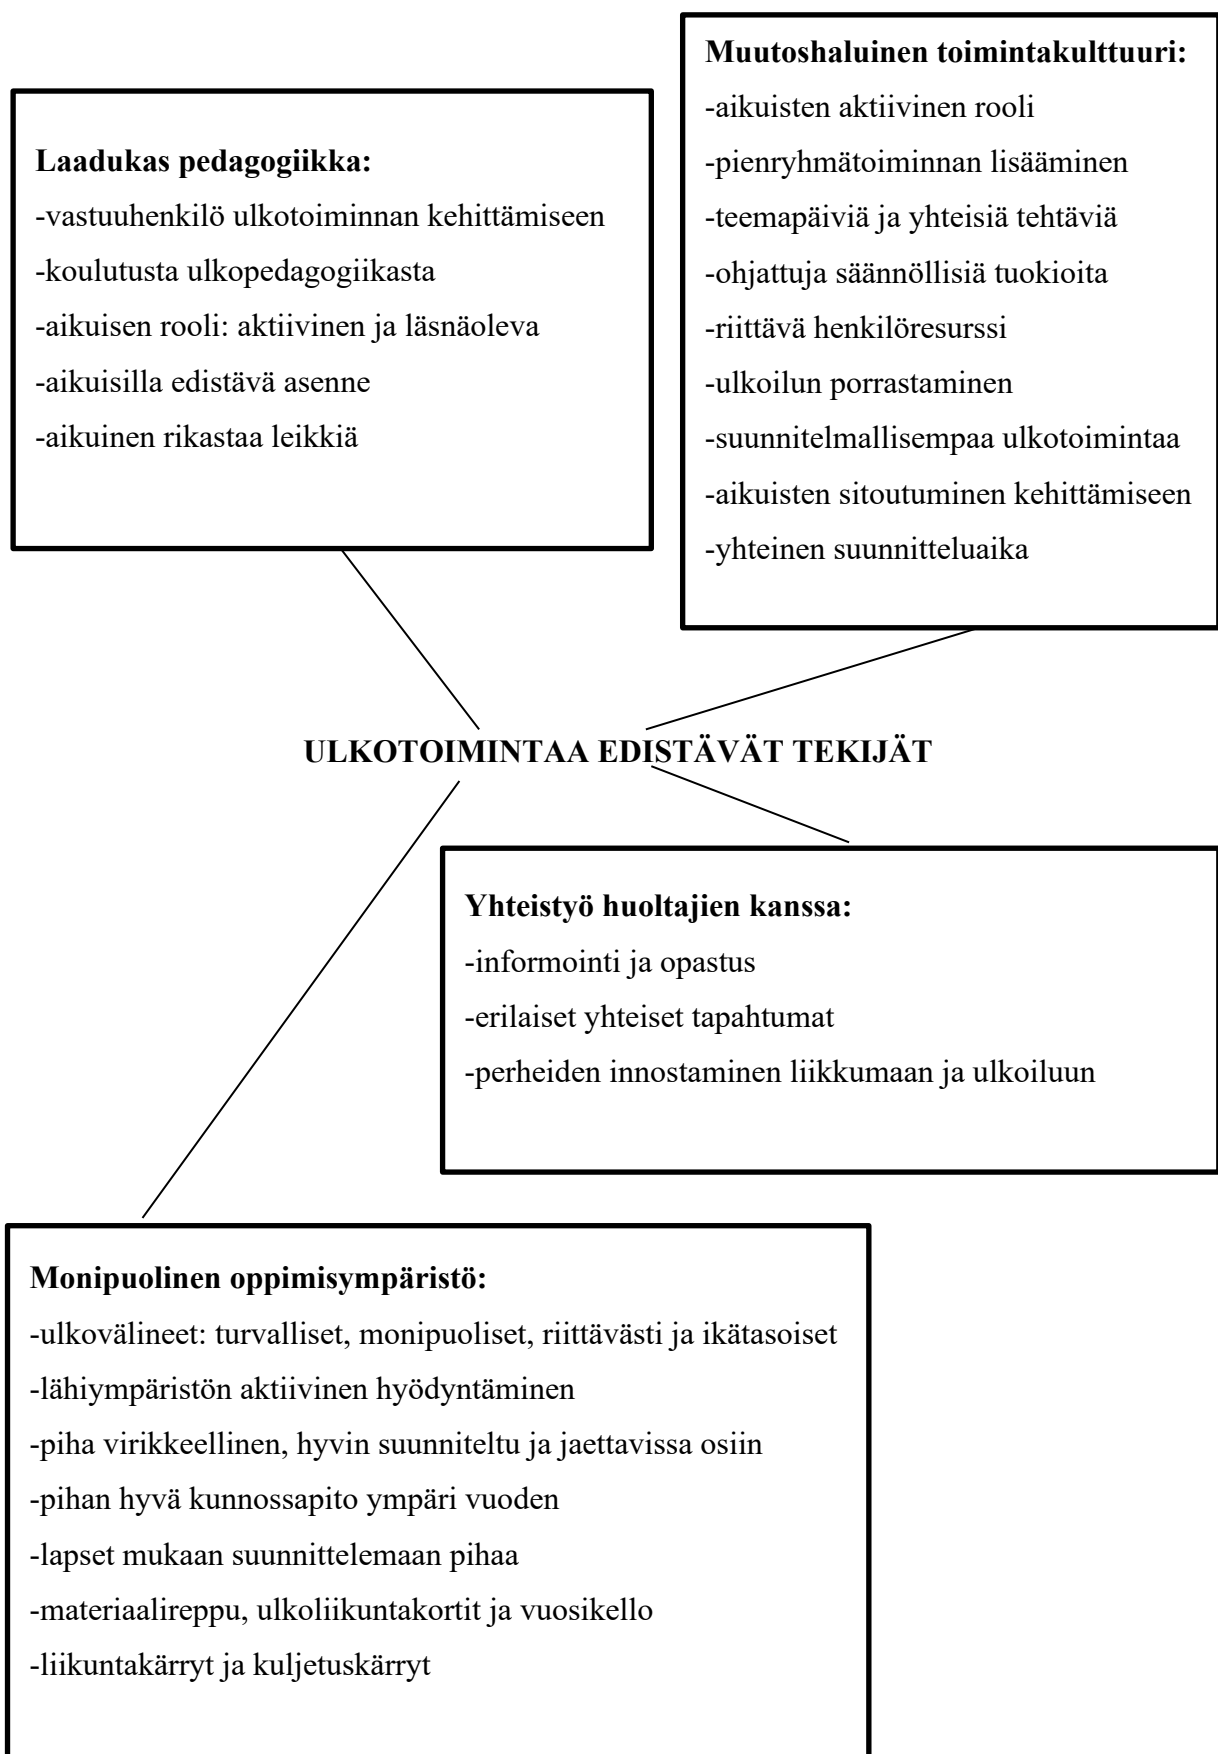 Muutoshaluinen toimintakulttuuri:
-aikuisten aktiivinen rooli
-pienryhmätoiminnan lisääminen
-teemapäiviä ja yhteisiä tehtäviä
-ohjattuja säännöllisiä tuokioita
-riittävä henkilöresurssi
-ulkoilun porrastaminen
-suunnitelmallisempaa ulkotoimintaa
-aikuisten sitoutuminen kehittämiseen
-yhteinen suunnitteluaika
Laadukas pedagogiikka:
-vastuuhenkilö ulkotoiminnan kehittämiseen
-koulutusta ulkopedagogiikasta
-aikuisen rooli: aktiivinen ja läsnäoleva
-aikuisilla edistävä asenne
-aikuinen rikastaa leikkiä
ULKOTOIMINTAA EDISTÄVÄT TEKIJÄT
Yhteistyö huoltajien kanssa:
-informointi ja opastus
-erilaiset yhteiset tapahtumat
-perheiden innostaminen liikkumaan ja ulkoiluun
Monipuolinen oppimisympäristö:
-ulkovälineet: turvalliset, monipuoliset, riittävästi ja ikätasoiset
-lähiympäristön aktiivinen hyödyntäminen
-piha virikkeellinen, hyvin suunniteltu ja jaettavissa osiin
-pihan hyvä kunnossapito ympäri vuoden
-lapset mukaan suunnittelemaan pihaa
-materiaalireppu, ulkoliikuntakortit ja vuosikello
-liikuntakärryt ja kuljetuskärryt